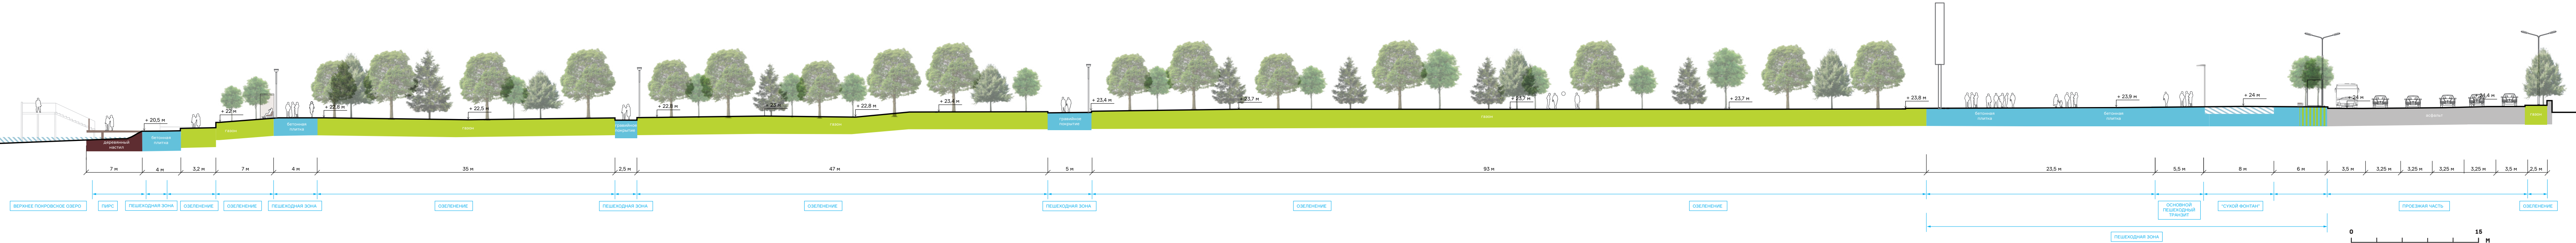 + 20,5 м
+ 22 м
+ 22,8 м
+ 22,5 м
+ 22,8 м
+ 22,8 м
+ 23,4 м
+ 23,4 м
+ 23,7 м
+ 23,7 м
+ 23,7 м
+ 23,8 м
+ 23,9 м
+ 24 м
+ 24 м
+ 24,4 м
деревянный
настил
бетонная
плитка
газон
бетонная
плитка
газон
гравийное
покрытие
газон
гравийное
покрытие
газон
бетонная
плитка
бетонная
плитка
асфальт
газон
7 м
4 м
3,2 м
7 м
4 м
35 м
2,5 м
47 м
5 м
93 м
23,5 м
5,5 м
8 м
6 м
3,5 м
3,25 м
3,25 м
3,25 м
3,25 м
3,5 м
2,5 м
ВЕРХНЕЕ ПОКРОВСКОЕ ОЗЕРО
ПИРС
ПЕШЕХОДНАЯ ЗОНА
ОЗЕЛЕНЕНИЕ
ОЗЕЛЕНЕНИЕ
ПЕШЕХОДНАЯ ЗОНА
ОЗЕЛЕНЕНИЕ
ПЕШЕХОДНАЯ ЗОНА
ОЗЕЛЕНЕНИЕ
ПЕШЕХОДНАЯ ЗОНА
ОЗЕЛЕНЕНИЕ
ОЗЕЛЕНЕНИЕ
ОСНОВНОЙ
ПЕШЕХОДНЫЙ
ТРАНЗИТ
"СУХОЙ ФОНТАН"
ПРОЕЗЖАЯ ЧАСТЬ
ОЗЕЛЕНЕНИЕ
ПЕШЕХОДНАЯ ЗОНА
0
15
М